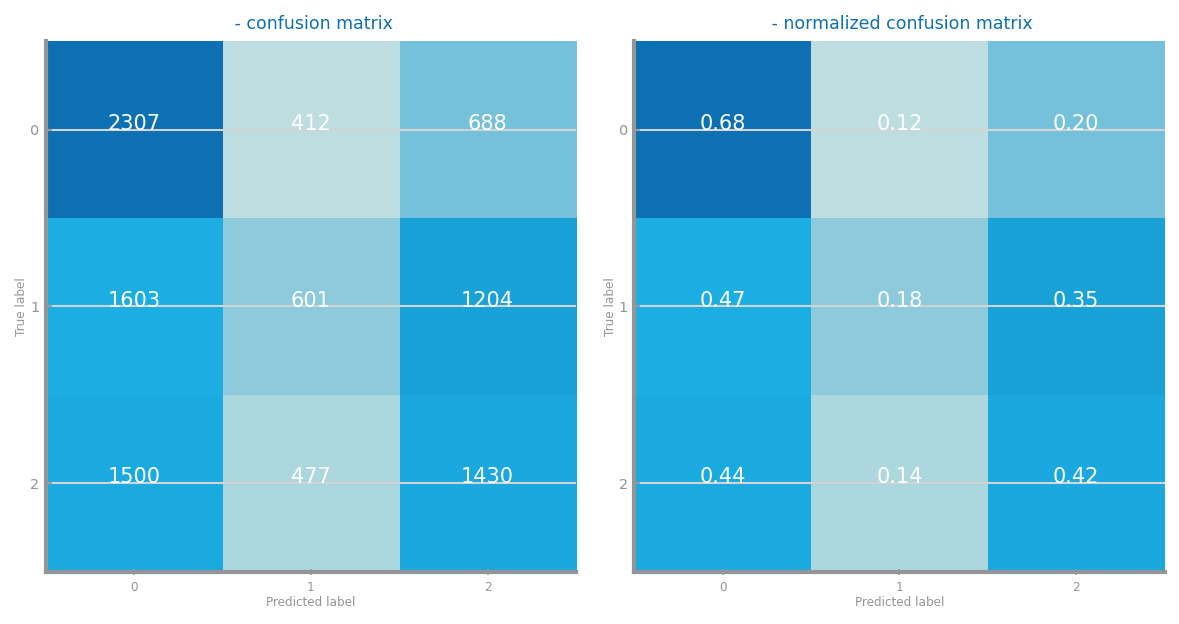 - confusion matrix
2307 412 688
1603 601 1204
1500 477 1430
0
1
2
True label
0 1 2
Predicted label
- normalized confusion matrix
0.68 0.12 0.20
0.47 0.18 0.35
0.44 0.14 0.42
0
1
2
True label
0 1 2
Predicted label